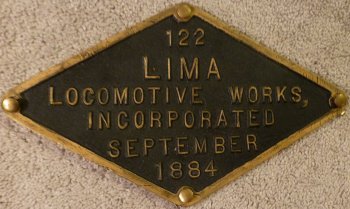 122
LIMA
LOCOMOTIVE WORKS,
INCORPORATED
SEPTEMBER
1884